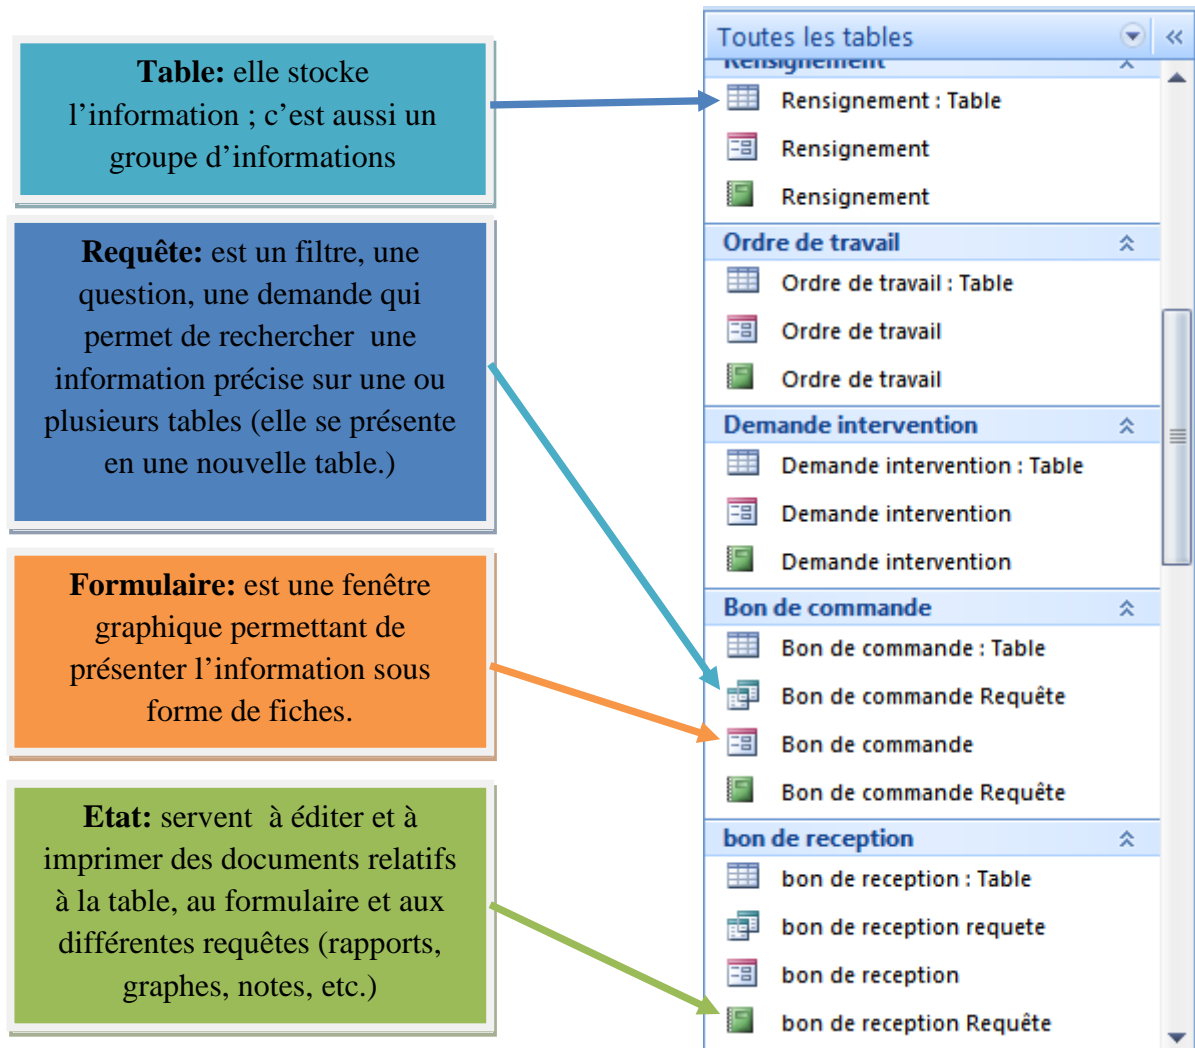 Table: elle stocke
l'information ; c'est aussi un
groupe d'informations
Requête: est un filtre, une
question, une demande qui
permet de rechercher une
information précise sur une ou
plusieurs tables (elle se présente
en une nouvelle table.)
Formulaire: est une fenêtre
graphique permettant de
présenter l'information sous
forme de fiches.
Etat: servent à éditer et à
imprimer des documents relatifs
à la table, au formulaire et aux
différentes requêtes (rapports,
graphes, notes, etc.)
Toutes les tables
Rensignement
Rensignement : Table
Rensignement
Rensignement
Ordre de travail
Ordre de travail : Table
Ordre de travail
Ordre de travail
Demande intervention
Demande intervention : Table
Demande intervention
Demande intervention
Bon de commande
Bon de commande : Table
Bon de commande Requête
Bon de commande
Bon de commande Requête
bon de reception
bon de reception : Table
bon de reception requete
bon de reception
bon de reception Requête